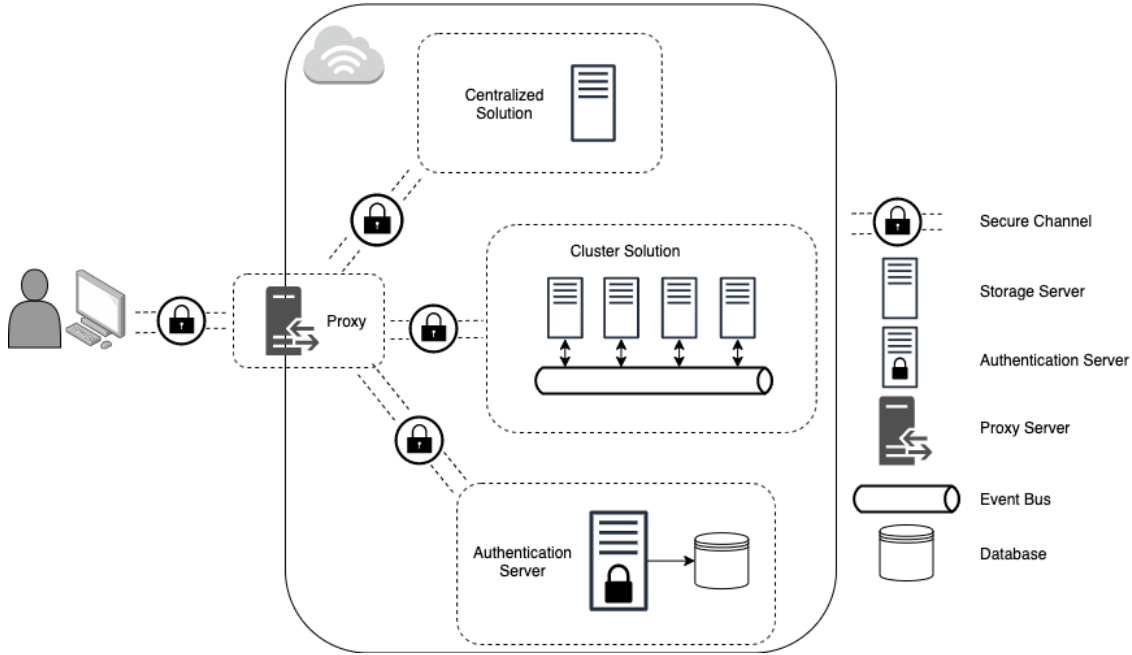 Centralized
Solution
Cluster Solution
Proxy
Authentication
Server
Secure Channel
Storage Server
Authentication Server
Proxy Server
Event Bus
Database